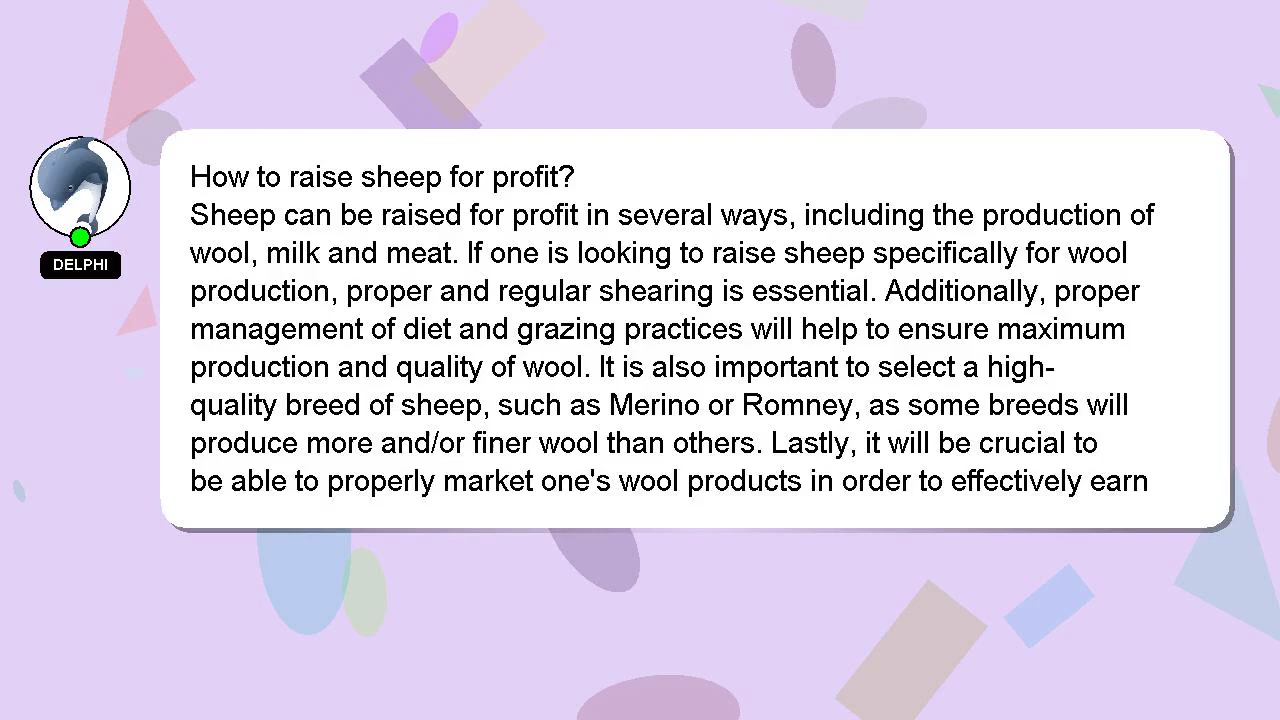 How to raise sheep for profit?
Sheep can be raised for profit in several ways, including the production of
wool, milk and meat. If one is looking to raise sheep specifically for wool
production, proper and regular shearing is essential. Additionally, proper
management of diet and grazing practices will help to ensure maximum
production and quality of wool. It is also important to select a high-
quality breed of sheep, such as Merino or Romney, as some breeds will
produce more and/or finer wool than others. Lastly, it will be crucial to
be able to properly market one's wool products in order to effectively earn
DELPHI